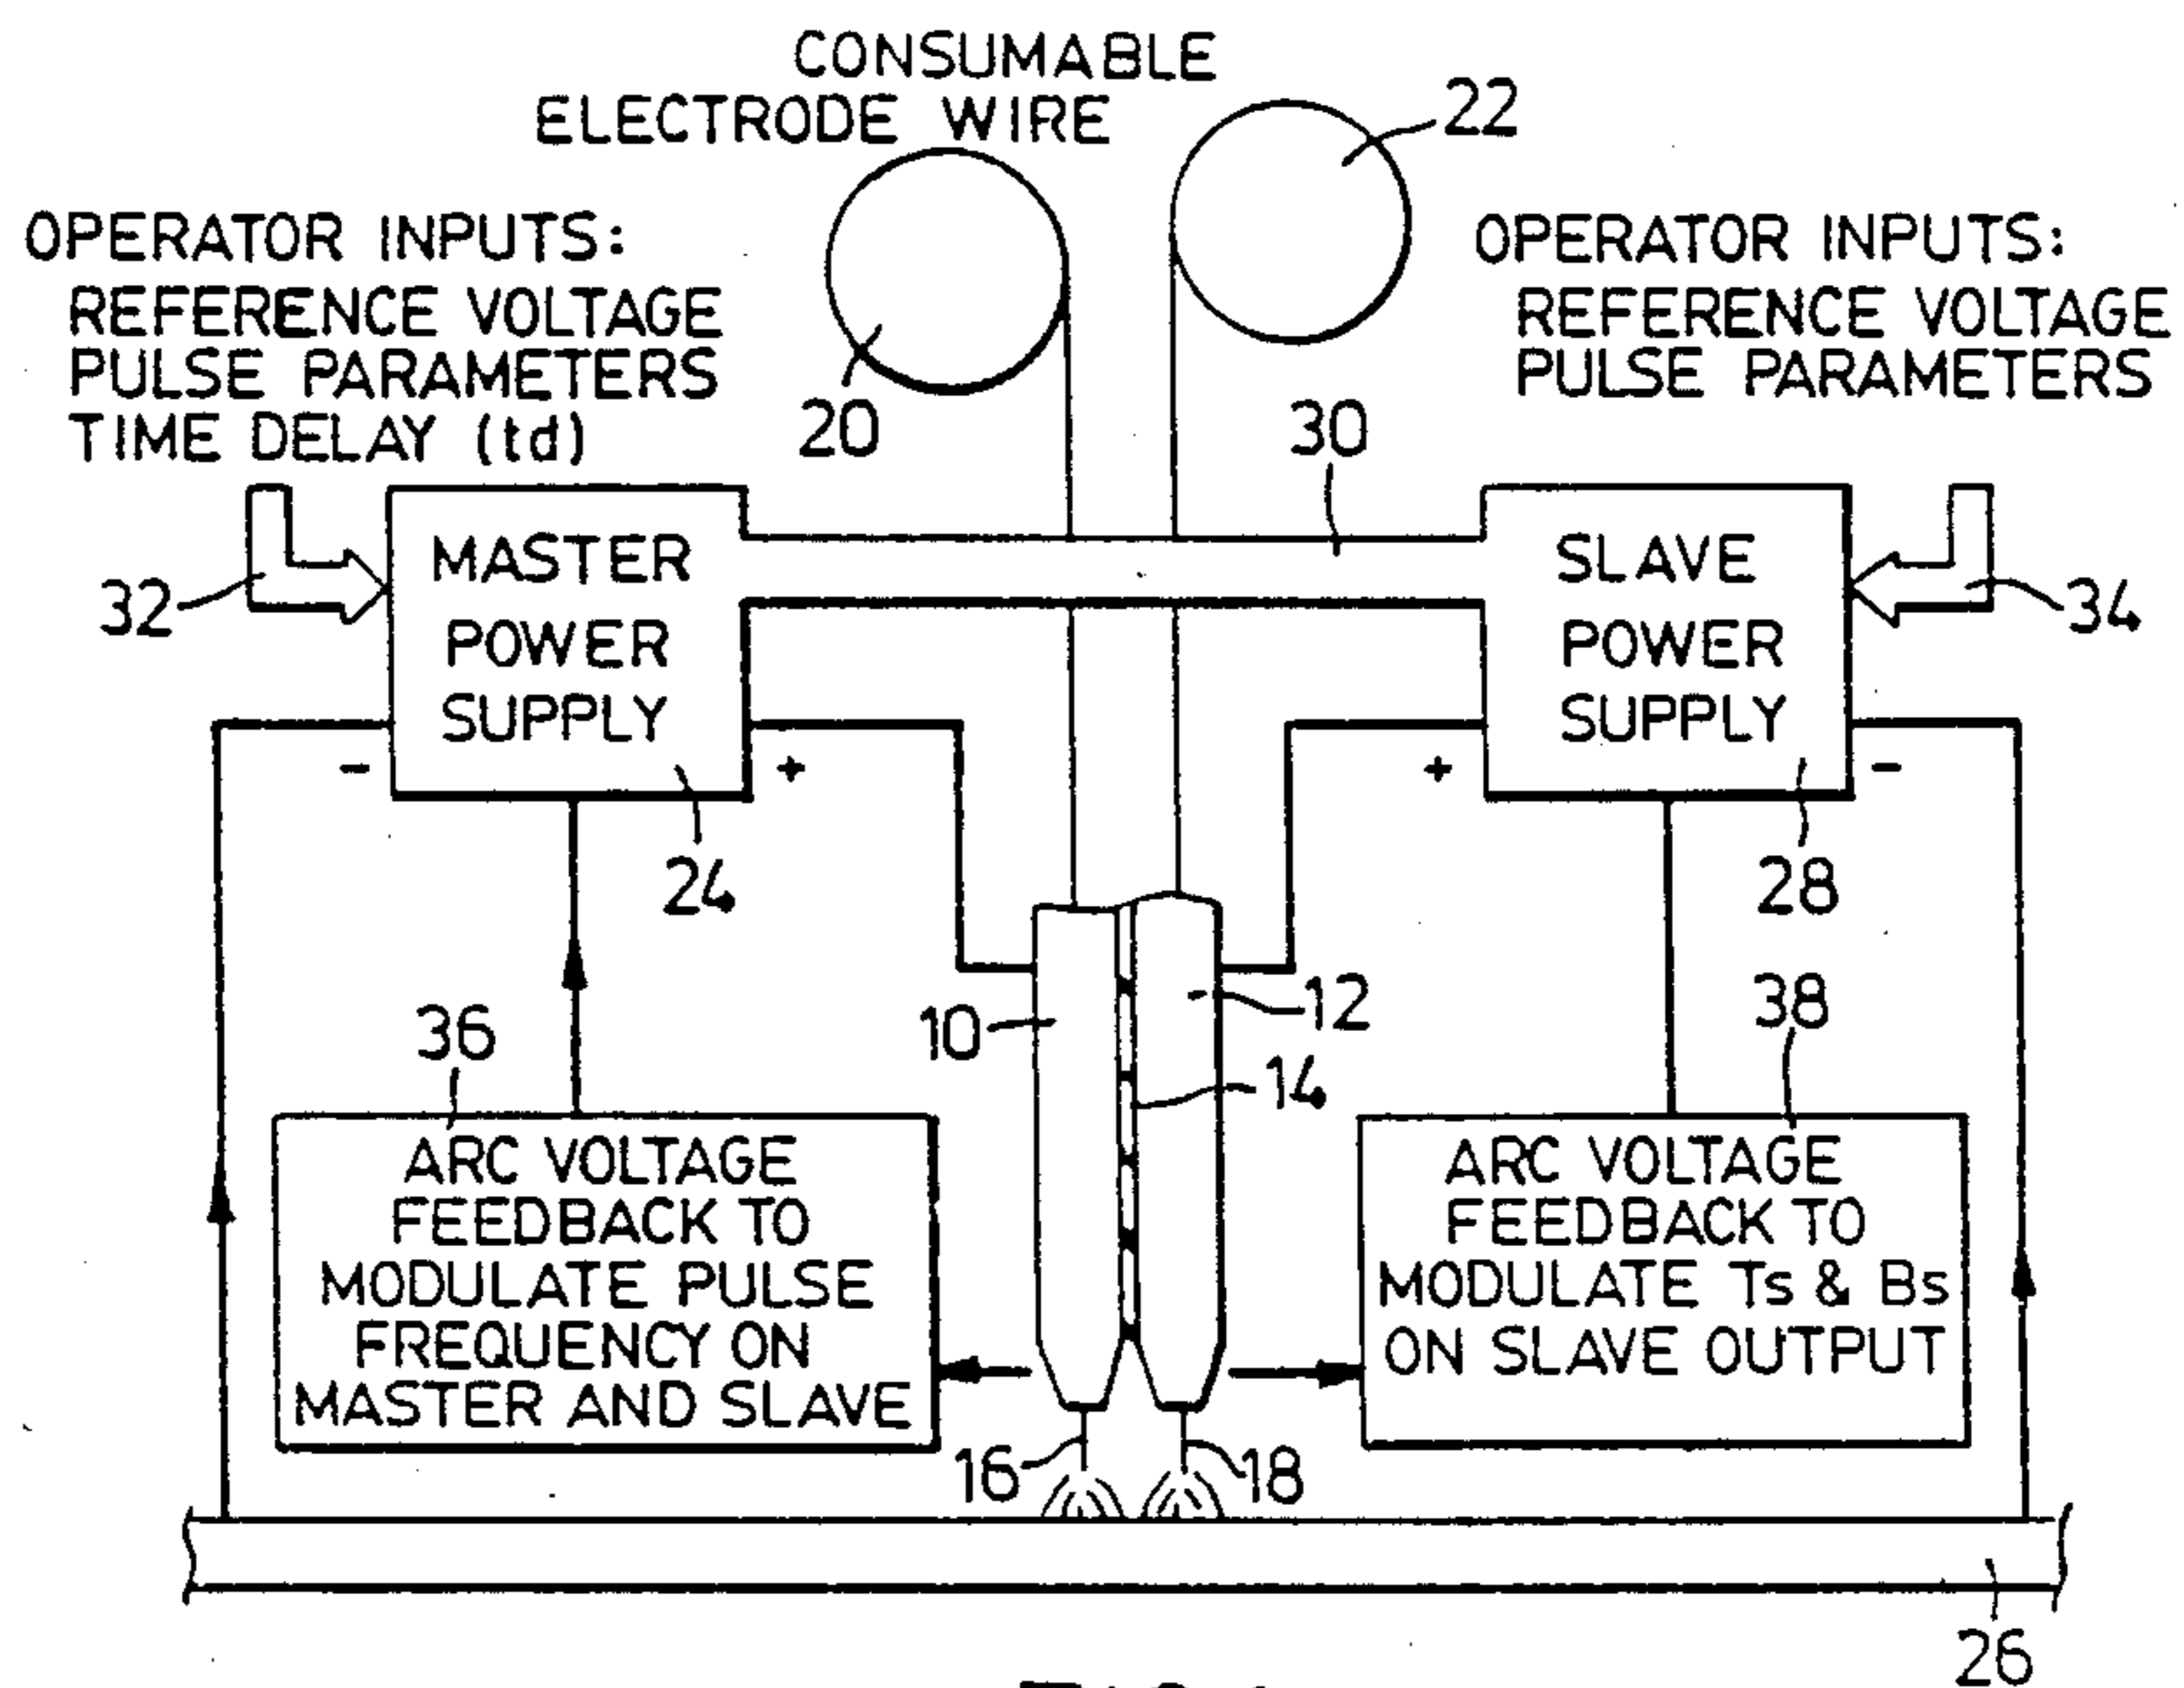 CONSUMABLE
ELECTRODE WIRE
22
OPERATOR INPUTS:
REFERENCE VOLTAGE
PULSE PARAMETERS
TIME DELAY (td)
20
30
OPERATOR INPUTS:
REFERENCE VOLTAGE
PULSE PARAMETERS
32
MASTER
POWER
SUPPLY
- +
24
SLAVE
POWER
SUPPLY
+ -
28
34
36
10
12
14
38
ARC VOLTAGE
FEEDBACK TO
MODULATE PULSE
FREQUENCY ON
MASTER AND SLAVE
ARC VOLTAGE
FEEDBACK TO
MODULATE Ts & Bs
ON SLAVE OUTPUT
16
18
26